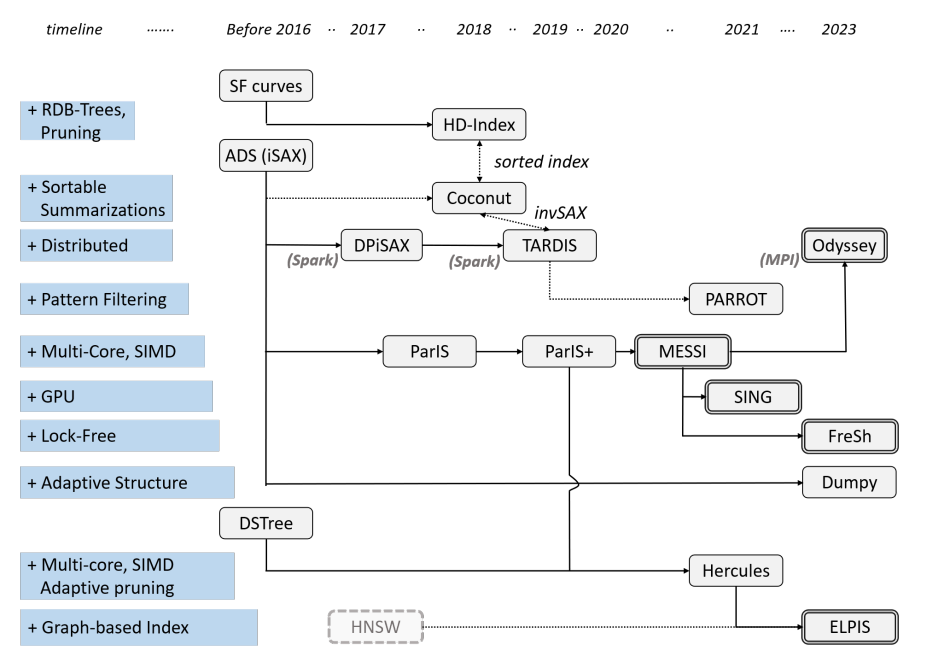 timeline ....... Before 2016 .. 2017 .. 2018 .. 2019 .. 2020 .. 2021 .... 2023
SF curves
+ RDB-Trees,
Pruning
HD-Index
ADS (iSAX)
sorted index
+ Sortable
Summarizations
Coconut
invSAX
+ Distributed
DPiSAX
TARDIS
Odyssey
(Spark)
(Spark)
(MPI)
+ Pattern Filtering
PARROT
+ Multi-Core, SIMD
ParIS
ParIS+
MESSI
+ GPU
SING
+ Lock-Free
FreSh
+ Adaptive Structure
Dumpy
DSTree
+ Multi-core, SIMD
Adaptive pruning
Hercules
+ Graph-based Index
HNSW
ELPIS